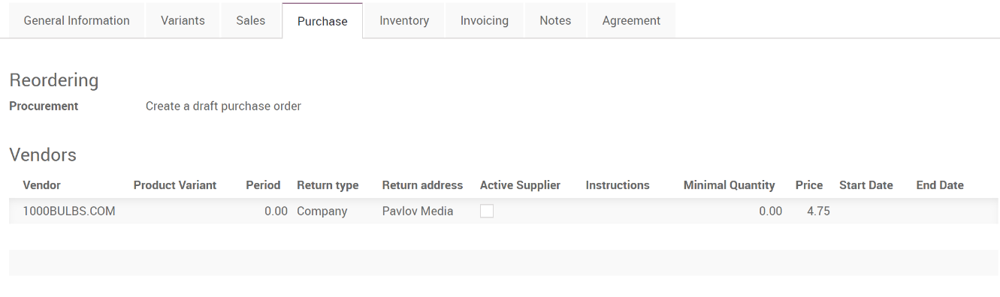 General Information Variants Sales Purchase Inventory Invoicing Notes Agreement
Reordering
Procurement Create a draft purchase order
Vendors
Vendor Product Variant Period Return type Return address Active Supplier Instructions Minimal Quantity Price Start Date End Date
1000BULBS.COM 0.00 Company Pavlov Media 0.00 4.75